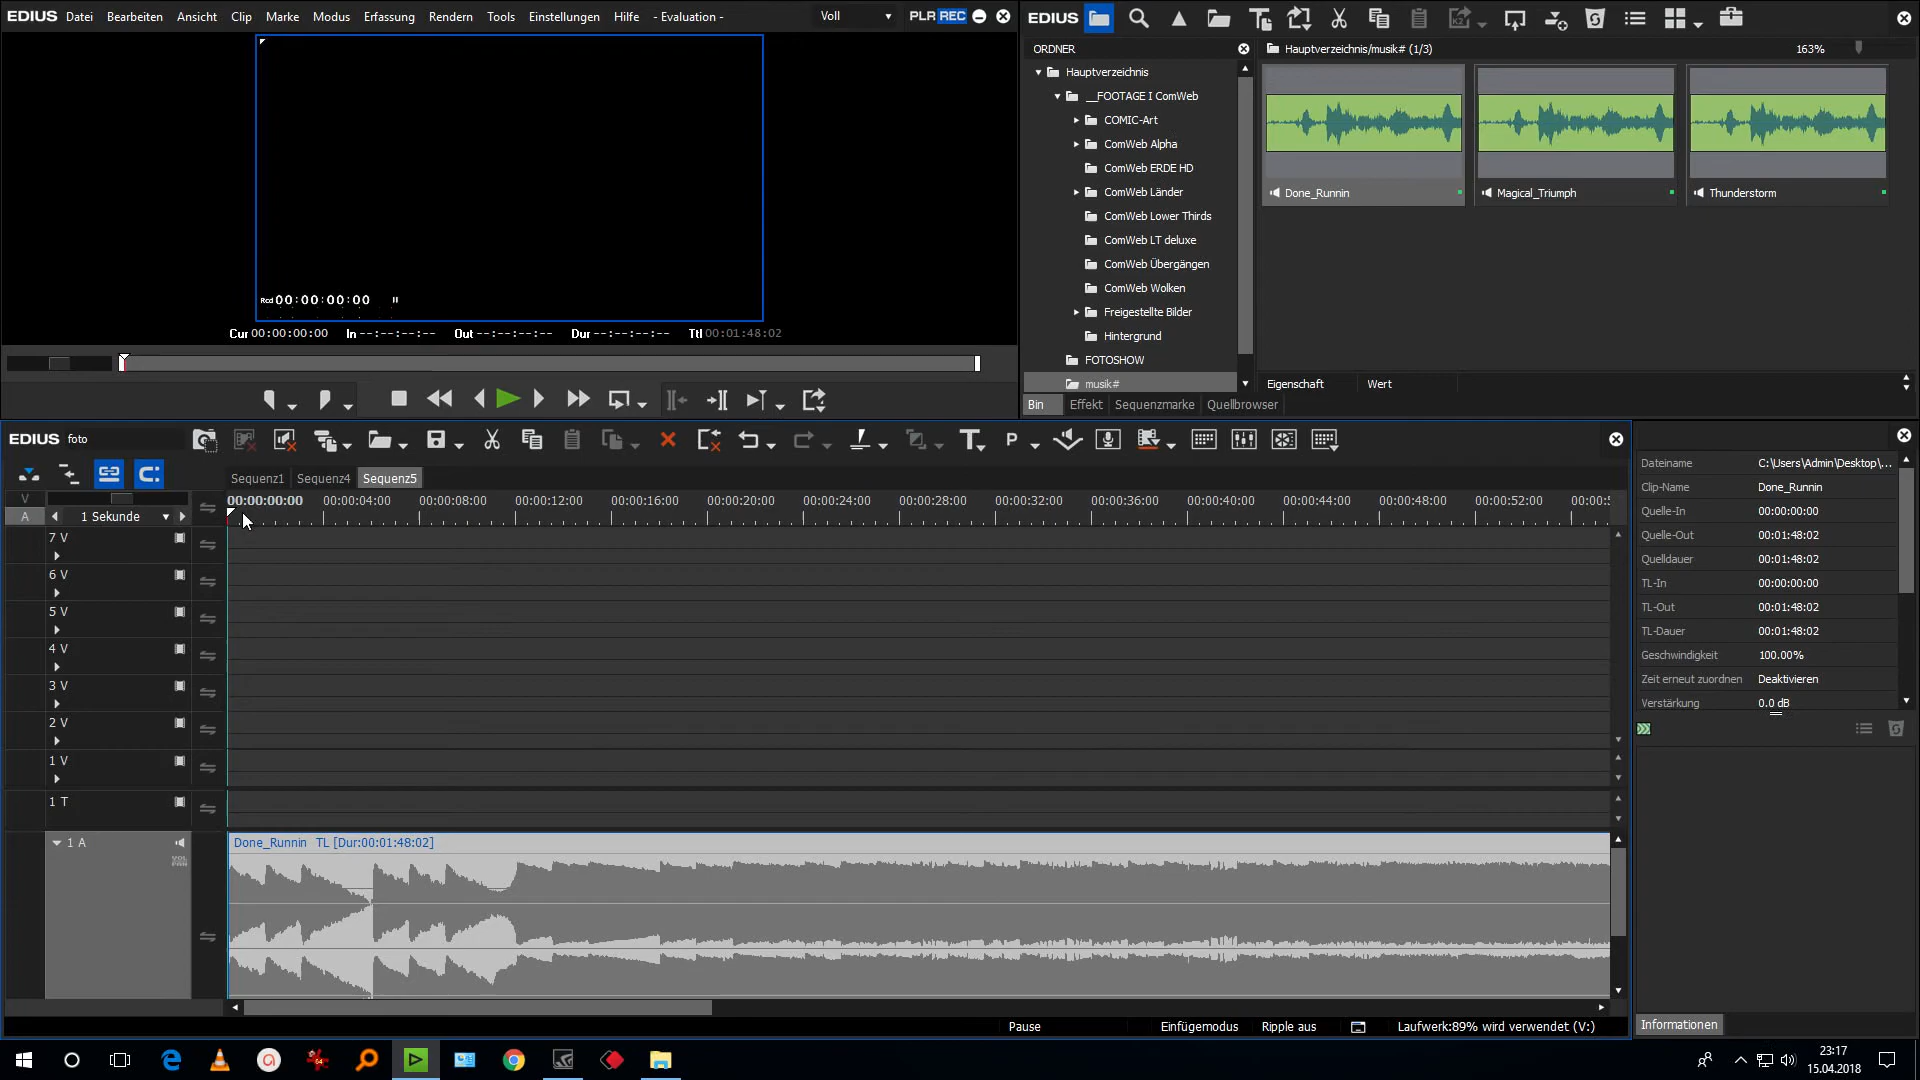 EDIUS Datei Bearbeiten Ansicht Clip Marke Modus Erfassung Rendern Tools Einstellungen Hilfe - Evaluation - Voll PLR REC
Rcd 00:00:00:00
Cur 00:00:00:00 In --:--:--:-- Out --:--:--:-- Dur --:--:--:-- Ttl 00:01:48:02
EDIUS
ORDNER
Hauptverzeichnis/musik# (1/3) 163%
Hauptverzeichnis
__FOOTAGE I ComWeb
COMIC-Art
ComWeb Alpha
ComWeb ERDE HD
ComWeb Länder
ComWeb Lower Thirds
ComWeb LT deluxe
ComWeb Übergängen
ComWeb Wolken
Freigestellte Bilder
Hintergrund
FOTOSHOW
musik#
Done_Runnin Magical_Triumph Thunderstorm
Eigenschaft Wert
Bin Effekt Sequenzmarke Quellbrowser
EDIUS foto
Sequenz1 Sequenz4 Sequenz5
V
A 1 Sekunde
00:00:00:00 00:00:04:00 00:00:08:00 00:00:12:00 00:00:16:00 00:00:20:00 00:00:24:00 00:00:28:00 00:00:32:00 00:00:36:00 00:00:40:00 00:00:44:00 00:00:48:00 00:00:52:00 00:00:5
7 V
6 V
5 V
4 V
3 V
2 V
1 V
1 T
1 A
VOL
PAN
Done_Runnin TL [Dur:00:01:48:02]
Dateiname C:\Users\Admin\Desktop\...
Clip-Name Done_Runnin
Quelle-In 00:00:00:00
Quelle-Out 00:01:48:02
Quelldauer 00:01:48:02
TL-In 00:00:00:00
TL-Out 00:01:48:02
TL-Dauer 00:01:48:02
Geschwindigkeit 100.00%
Zeit erneut zuordnen Deaktivieren
Verstärkung 0.0 dB
Informationen
Pause Einfügemodus Ripple aus Laufwerk:89% wird verwendet (V:)
23:17
15.04.2018